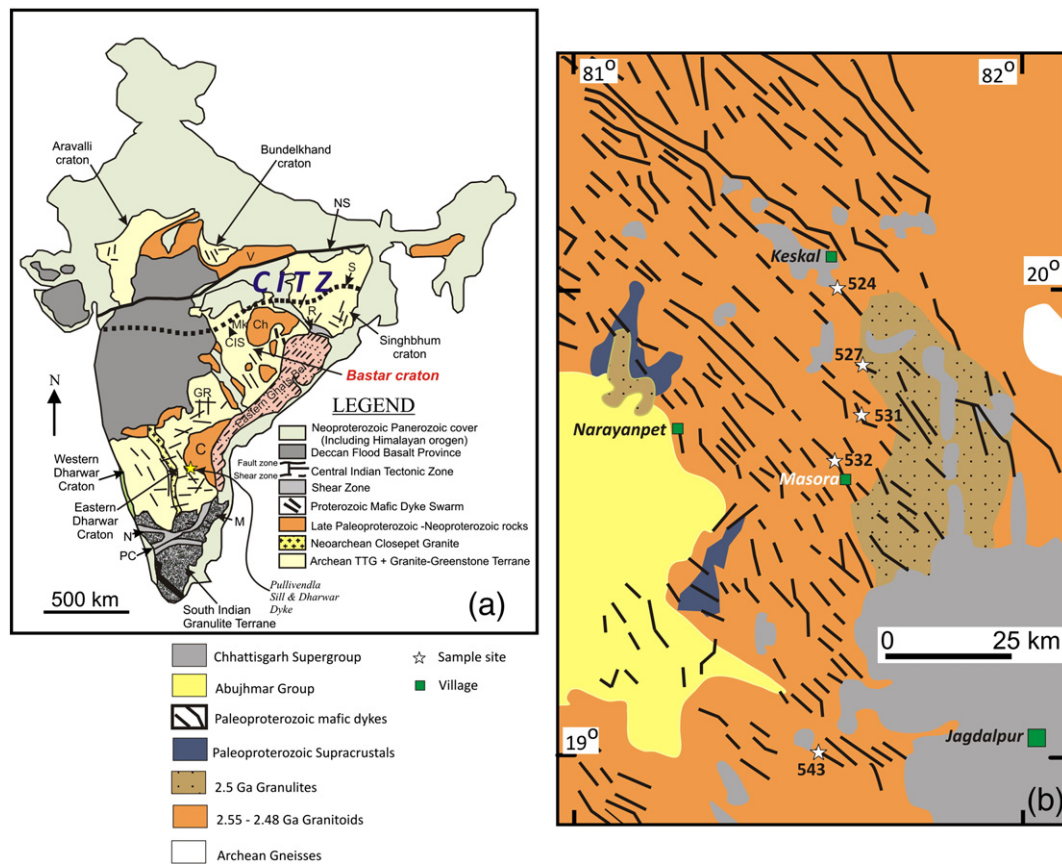 Aravalli
craton
Bundelkhand
craton
NS
V
C I T Z
S
R
Mk
Ch
CIS
Singhbhum
craton
Bastar craton
Eastern Ghats Bel
N
GR
C
Western
Dharwar
Craton
Eastern
Dharwar
Craton
N
PC
M
LEGEND
Neoproterozoic Panerozoic cover
(Including Himalayan orogen)
Deccan Flood Basalt Province
Fault zone
Shear zone
Central Indian Tectonic Zone
Shear Zone
Proterozoic Mafic Dyke Swarm
Late Paleoproterozoic -Neoproterozoic rocks
Neoarchean Closepet Granite
Archean TTG + Granite-Greenstone Terrane
Pullivendla
Sill & Dharwar
Dyke
500 km
South Indian
Granulite Terrane
(a)
Chhattisgarh Supergroup
Abujhmar Group
Paleoproterozoic mafic dykes
Paleoproterozoic Supracrustals
2.5 Ga Granulites
2.55 - 2.48 Ga Granitoids
Archean Gneisses
Sample site
Village
81°
82°
Keskal
524
20°
527
531
Narayanpet
532
Masora
0
25 km
19°
543
Jagdalpur
(b)